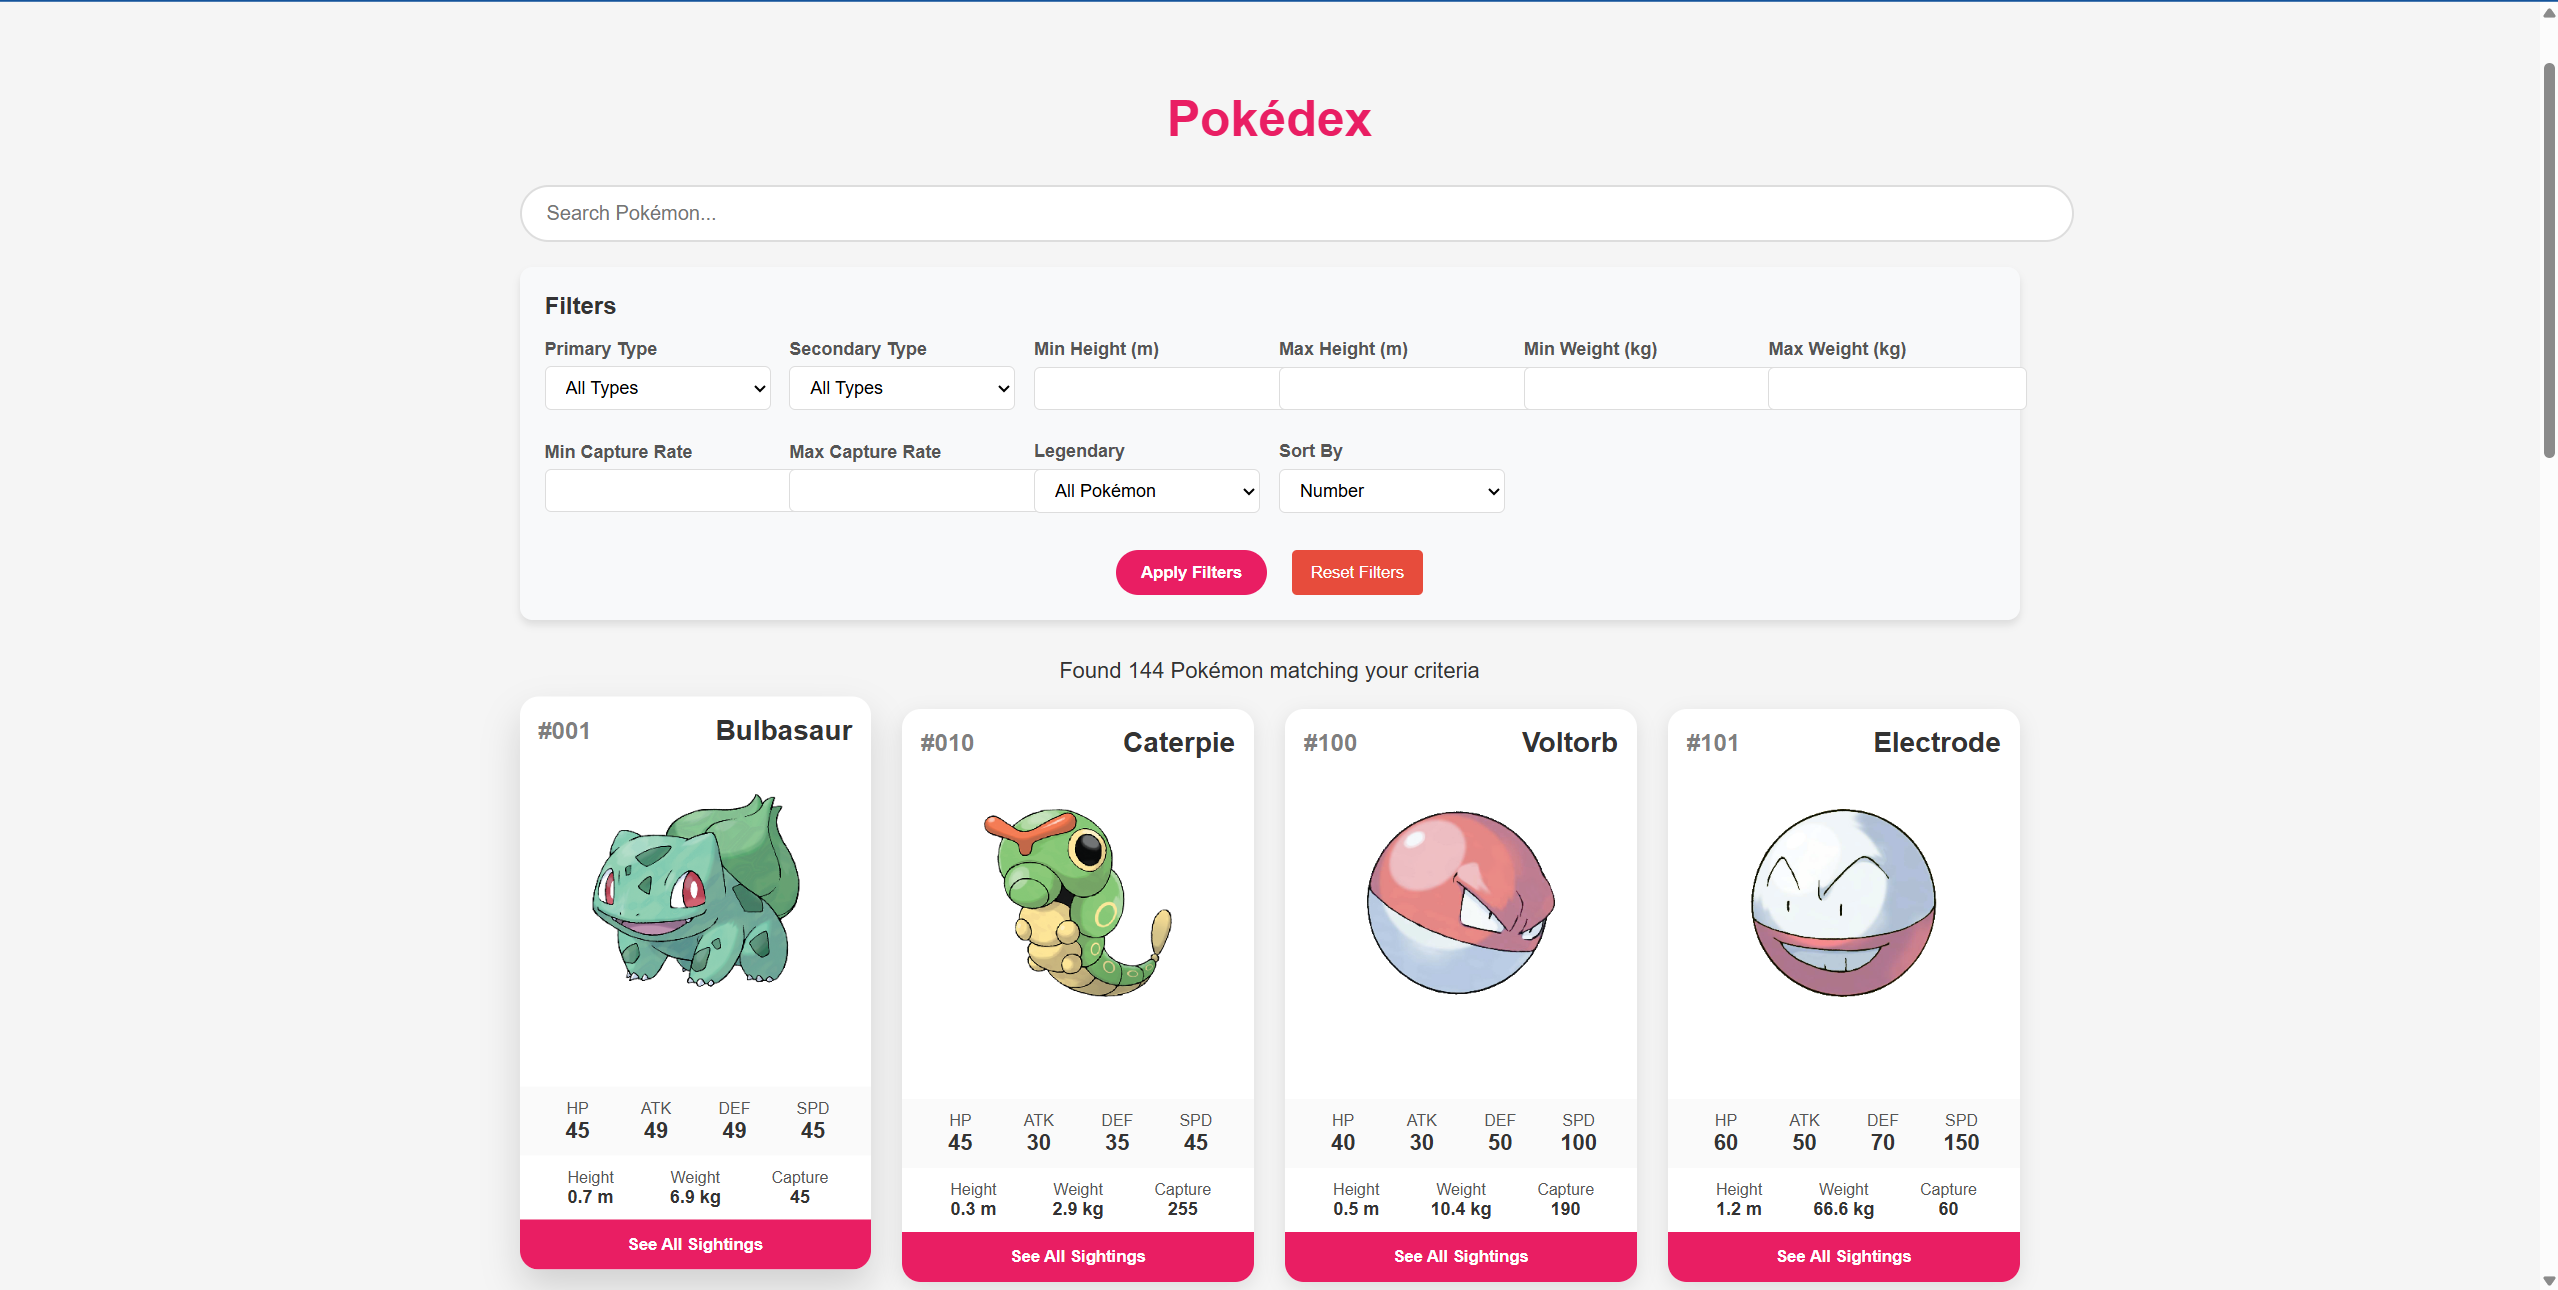 Pokédex
Search Pokémon...
Filters
Primary Type Secondary Type Min Height (m) Max Height (m) Min Weight (kg) Max Weight (kg)
All Types All Types
Min Capture Rate Max Capture Rate Legendary Sort By
All Pokémon Number
Apply Filters Reset Filters
Found 144 Pokémon matching your criteria
#001 Bulbasaur
HP ATK DEF SPD
45 49 49 45
Height Weight Capture
0.7 m 6.9 kg 45
See All Sightings
#010 Caterpie
HP ATK DEF SPD
45 30 35 45
Height Weight Capture
0.3 m 2.9 kg 255
See All Sightings
#100 Voltorb
HP ATK DEF SPD
40 30 50 100
Height Weight Capture
0.5 m 10.4 kg 190
See All Sightings
#101 Electrode
HP ATK DEF SPD
60 50 70 150
Height Weight Capture
1.2 m 66.6 kg 60
See All Sightings